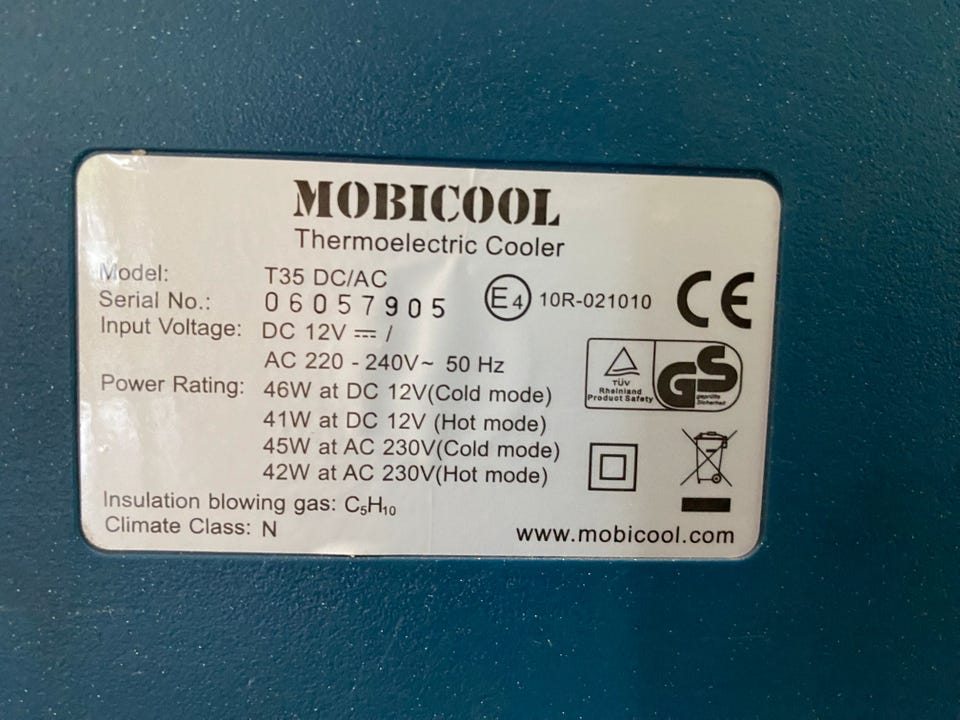 MOBICOOL
Thermoelectric Cooler
Model: T35 DC/AC
Serial No.: 06057905 E4 10R-021010 CE
Input Voltage: DC 12V ⎓ /
AC 220 - 240V~ 50 Hz
Power Rating: 46W at DC 12V(Cold mode)
41W at DC 12V (Hot mode)
45W at AC 230V(Cold mode)
42W at AC 230V(Hot mode)
TÜV
Rheinland
Product Safety
GS
geprüfte
Sicherheit
Insulation blowing gas: C₅H₁₀
Climate Class: N
www.mobicool.com